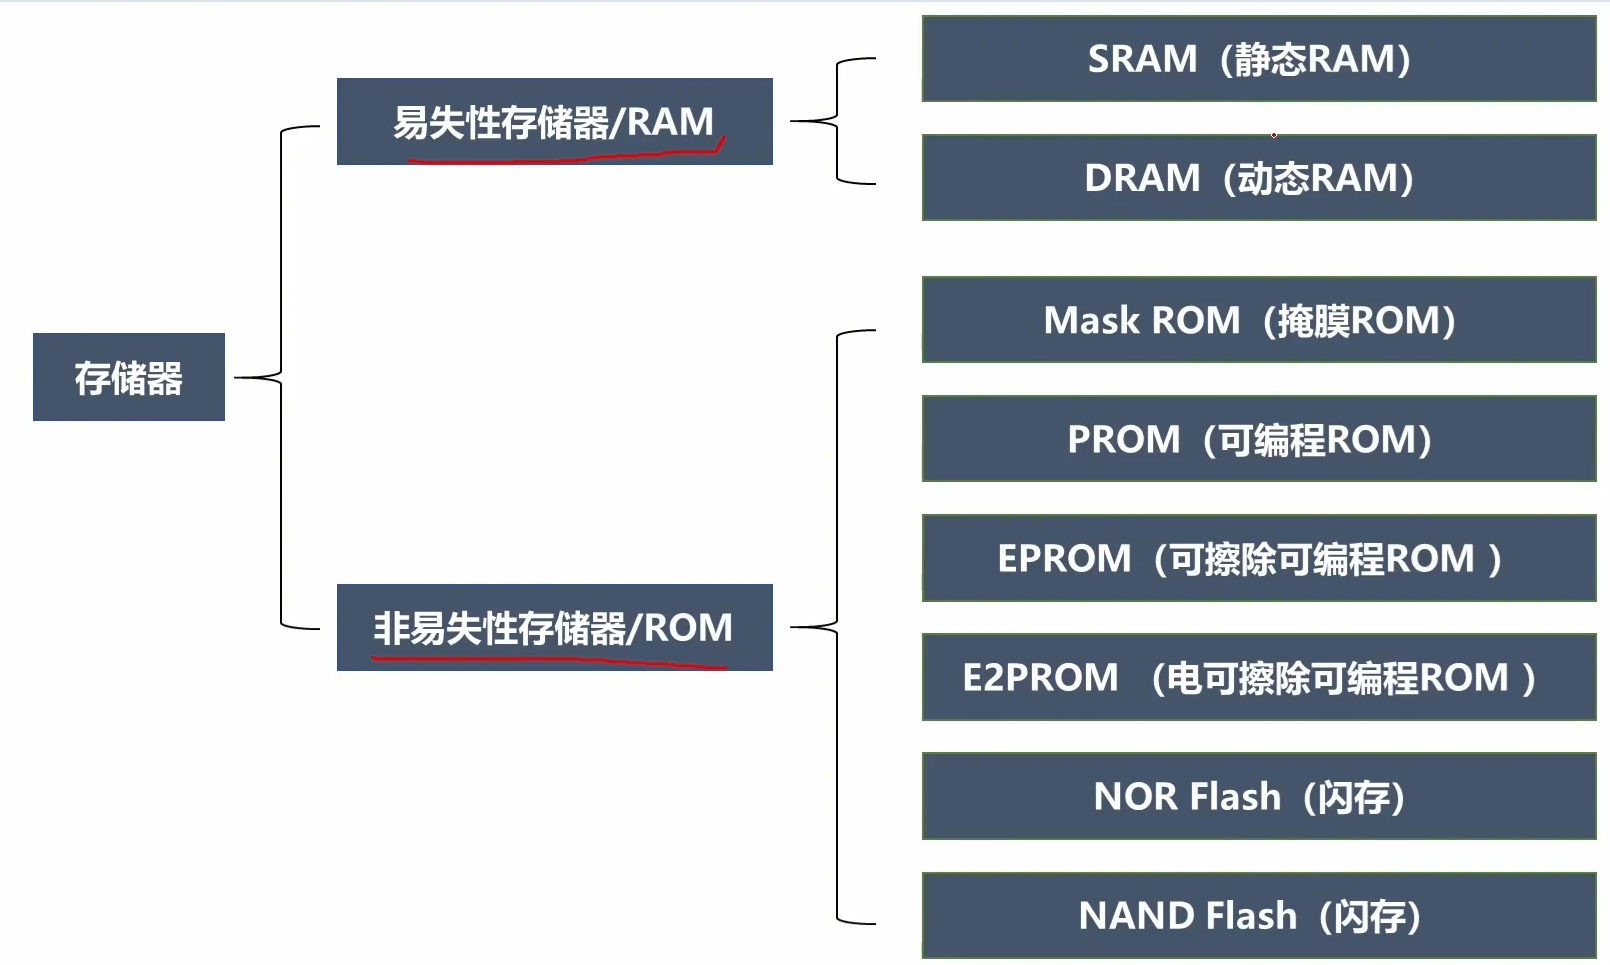 存储器
易失性存储器/RAM
SRAM（静态RAM）
DRAM（动态RAM）
非易失性存储器/ROM
Mask ROM（掩膜ROM）
PROM（可编程ROM）
EPROM（可擦除可编程ROM ）
E2PROM （电可擦除可编程ROM ）
NOR Flash（闪存）
NAND Flash（闪存）